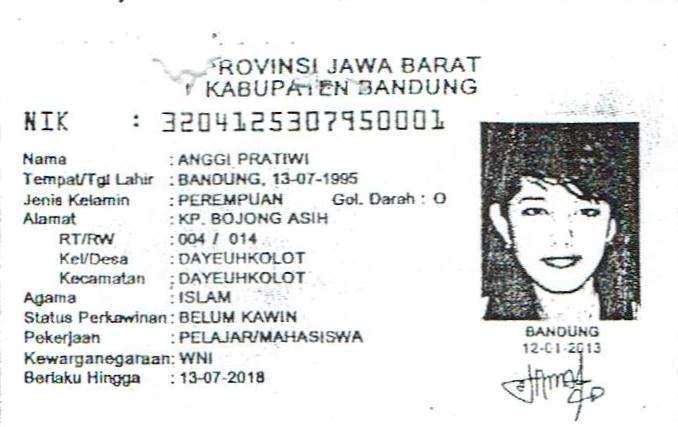 PROVINSI JAWA BARAT
KABUPATEN BANDUNG
NIK : 3204125307950001
Nama : ANGGI PRATIWI
Tempat/Tgl Lahir : BANDUNG, 13-07-1995
Jenis Kelamin : PEREMPUAN Gol. Darah : O
Alamat : KP. BOJONG ASIH
RT/RW : 004 / 014
Kel/Desa : DAYEUHKOLOT
Kecamatan : DAYEUHKOLOT
Agama : ISLAM
Status Perkawinan : BELUM KAWIN
Pekerjaan : PELAJAR/MAHASISWA
Kewarganegaraan : WNI
Berlaku Hingga : 13-07-2018
BANDUNG
12-01-2013